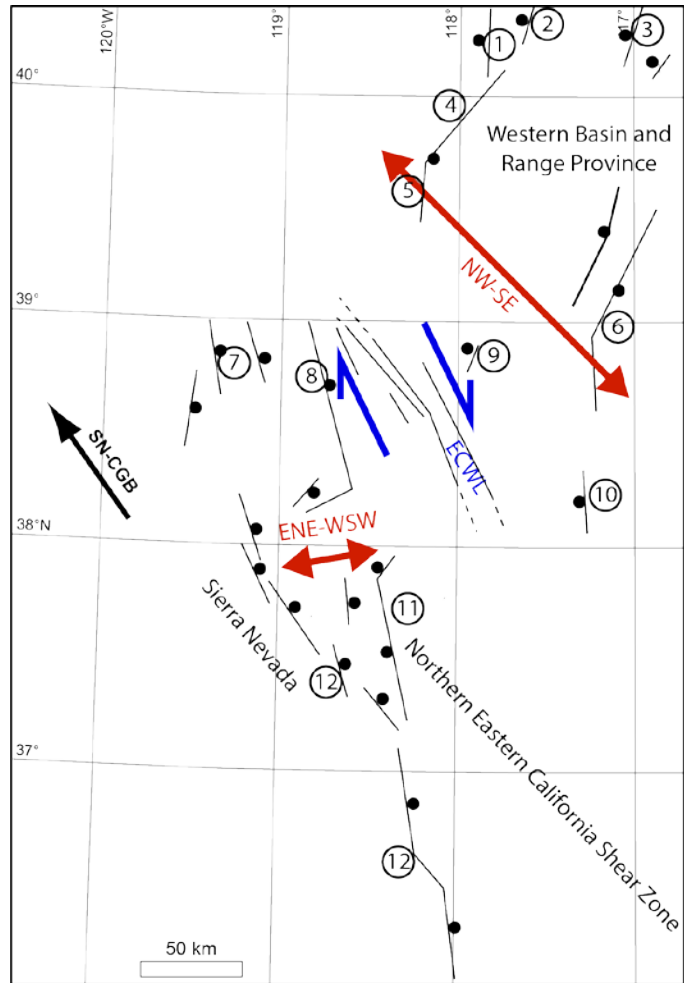 120°W
119°
118°
117°
1
2
3
40°
4
Western Basin and
Range Province
5
NW-SE
39°
6
7
8
9
ECWL
SN-CGB
10
38°N
ENE-WSW
11
Sierra Nevada
12
Northern Eastern California Shear Zone
37°
12
50 km